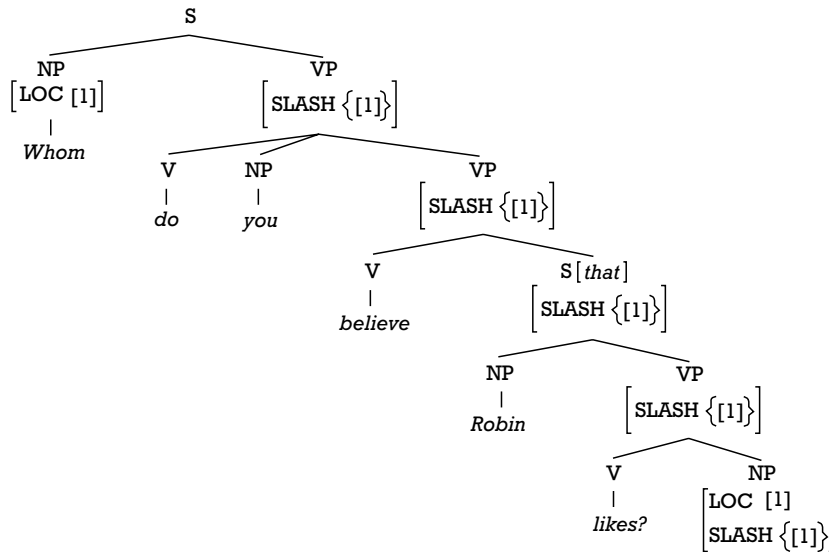 S
NP VP
[LOC [1]] [SLASH {[1]}]
Whom
V NP VP
do you [SLASH {[1]}]
V S[that]
believe [SLASH {[1]}]
NP VP
Robin [SLASH {[1]}]
V NP
likes? [LOC [1]
SLASH {[1]}